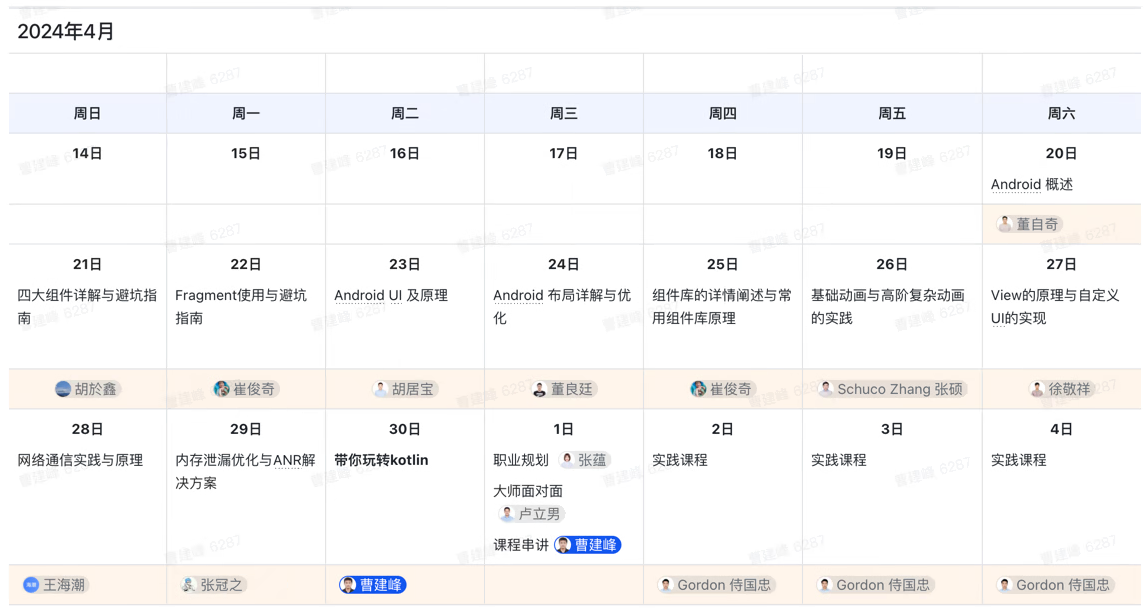 2024年4月
周日 周一 周二 周三 周四 周五 周六
14日 15日 16日 17日 18日 19日 20日
Android 概述
董自奇
21日 22日 23日 24日 25日 26日 27日
四大组件详解与避坑指南
Fragment使用与避坑指南
Android UI 及原理
Android 布局详解与优化
组件库的详情阐述与常用组件库原理
基础动画与高阶复杂动画的实践
View的原理与自定义UI的实现
胡於鑫 崔俊奇 胡居宝 董良廷 崔俊奇 Schuco Zhang 张硕 徐敬祥
28日 29日 30日 1日 2日 3日 4日
网络通信实践与原理
内存泄漏优化与ANR解决方案
带你玩转kotlin
职业规划 张蕴
大师面对面
卢立男
课程串讲 曹建峰
实践课程
实践课程
实践课程
王海潮 张冠之 曹建峰 Gordon 侍国忠 Gordon 侍国忠 Gordon 侍国忠
曹建峰 6287